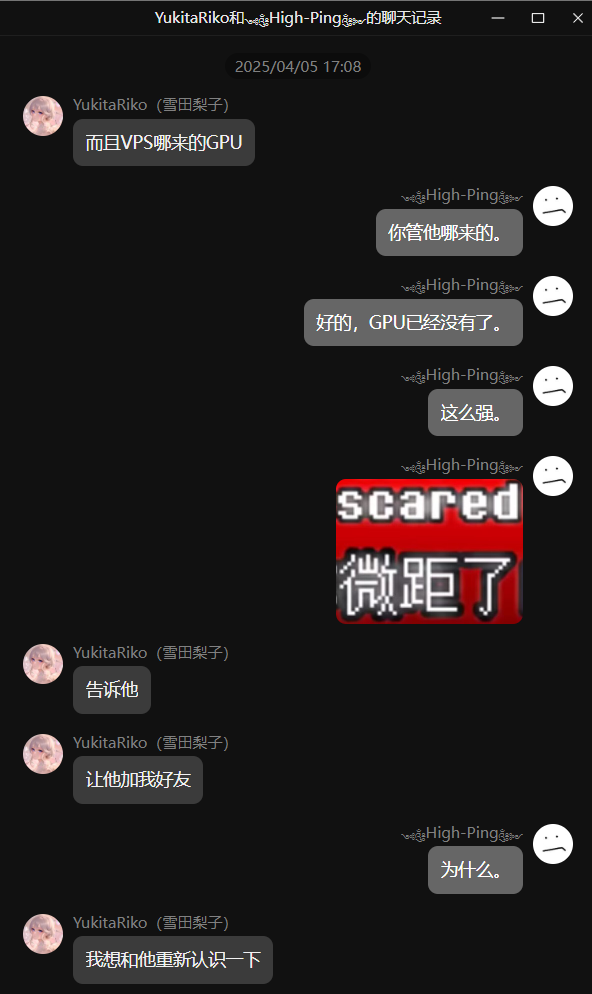 YukitaRiko和High-Ping的聊天记录
2025/04/05 17:08
YukitaRiko（雪田梨子）
而且VPS哪来的GPU
High-Ping
你管他哪来的。
High-Ping
好的，GPU已经没有了。
High-Ping
这么强。
High-Ping
scared
微距了
YukitaRiko（雪田梨子）
告诉他
YukitaRiko（雪田梨子）
让他加我好友
High-Ping
为什么。
YukitaRiko（雪田梨子）
我想和他重新认识一下